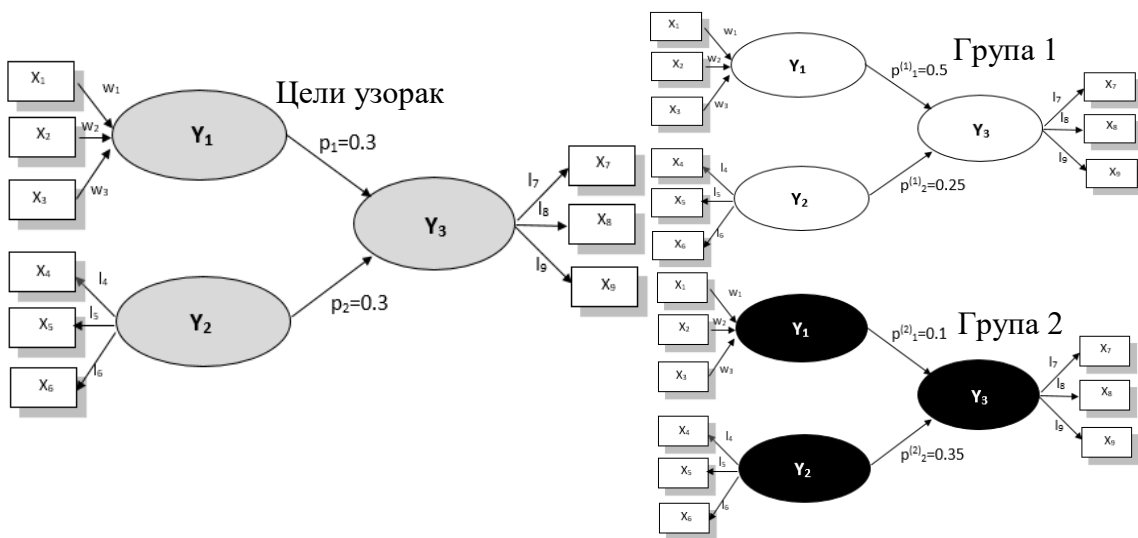 Цели узорак
X₁
X₂
X₃
w₁
w₂
w₃
Y₁
p₁=0.3
X₄
X₅
X₆
l₄
l₅
l₆
Y₂
p₂=0.3
Y₃
l₇
l₈
l₉
X₇
X₈
X₉
Група 1
X₁
X₂
X₃
w₁
w₂
w₃
Y₁
p⁽¹⁾₁=0.5
X₄
X₅
X₆
l₄
l₅
l₆
Y₂
p⁽¹⁾₂=0.25
Y₃
l₇
l₈
l₉
X₇
X₈
X₉
Група 2
X₁
X₂
X₃
w₁
w₂
w₃
Y₁
p⁽²⁾₁=0.1
X₄
X₅
X₆
l₄
l₅
l₆
Y₂
p⁽²⁾₂=0.35
Y₃
l₇
l₈
l₉
X₇
X₈
X₉